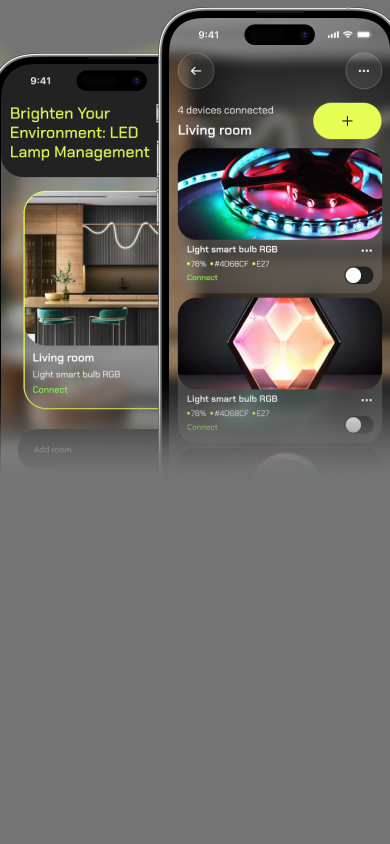 9:41
Brighten Your
Environment: LED
Lamp Management
Living room
Light smart bulb RGB
Connect
Add room
9:41
4 devices connected
Living room
Light smart bulb RGB
78% #4D68CF E27
Connect
Light smart bulb RGB
78% #4D68CF E27
Connect